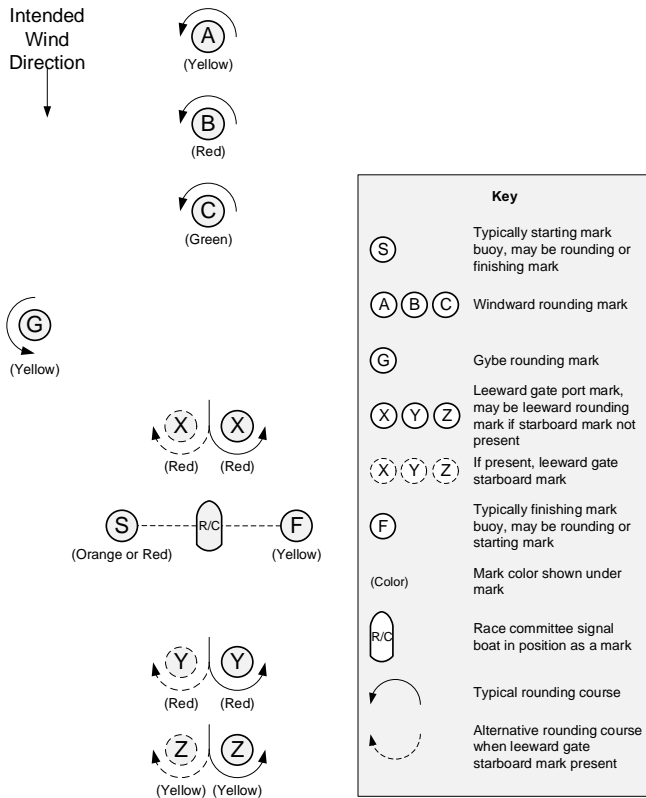 Intended
Wind
Direction
A
(Yellow)
B
(Red)
C
(Green)
G
(Yellow)
X X
(Red) (Red)
S R/C F
(Orange or Red) (Yellow)
Y Y
(Red) (Red)
Z Z
(Yellow) (Yellow)
Key
S
Typically starting mark
buoy, may be rounding or
finishing mark
A B C Windward rounding mark
G Gybe rounding mark
X Y Z
Leeward gate port mark,
may be leeward rounding
mark if starboard mark not
present
X Y Z
If present, leeward gate
starboard mark
F
Typically finishing mark
buoy, may be rounding or
starting mark
(Color)
Mark color shown under
mark
R/C
Race committee signal
boat in position as a mark
Typical rounding course
Alternative rounding course
when leeward gate
starboard mark present